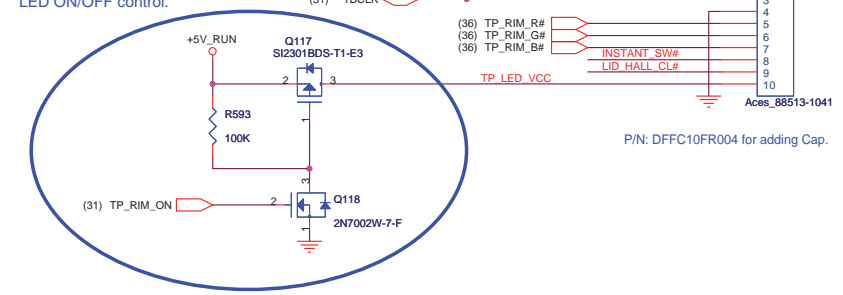 LED ON/OFF control.
(31) TBCLK
3
4
5
6
7
8
9
10
(36) TP_RIM_R#
(36) TP_RIM_G#
(36) TP_RIM_B#
INSTANT_SW#
LID_HALL_CL#
TP_LED_VCC
Aces_88513-1041
P/N: DFFC10FR004 for adding Cap.
+5V_RUN
Q117
SI2301BDS-T1-E3
2
3
1
R593
100K
3
(31) TP_RIM_ON
2
Q118
2N7002W-7-F
1